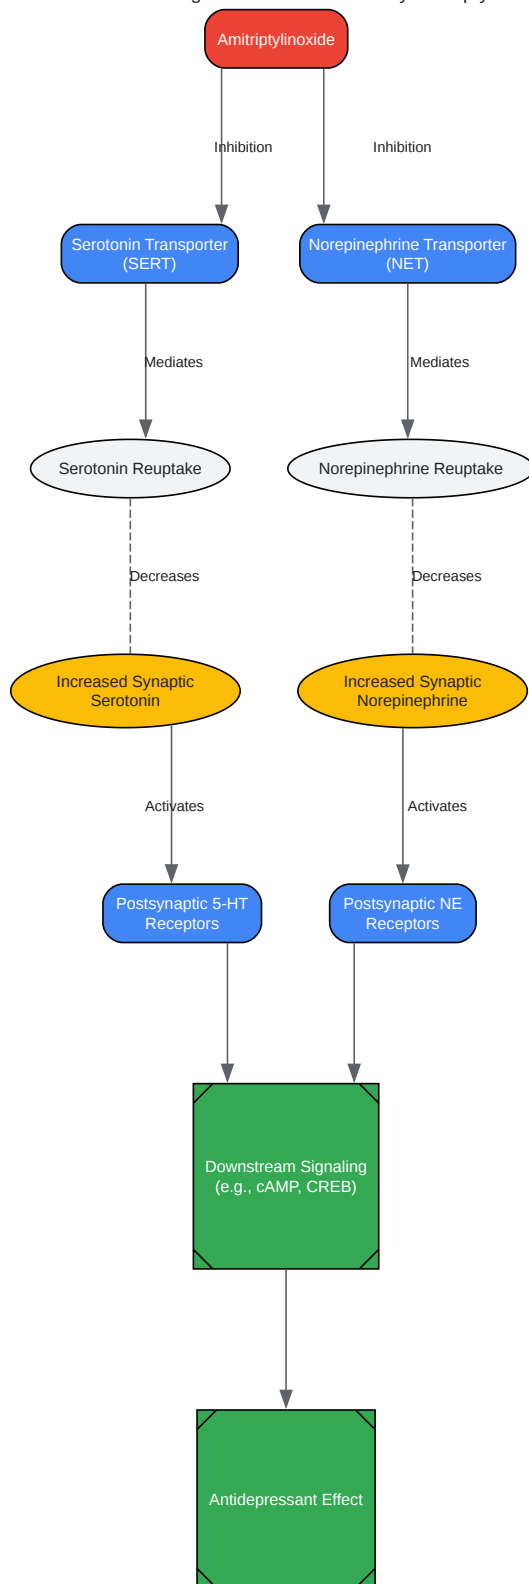 Amitriptylinoxide
Inhibition
Inhibition
Serotonin Transporter
(SERT)
Norepinephrine Transporter
(NET)
Mediates
Mediates
Serotonin Reuptake
Norepinephrine Reuptake
Decreases
Decreases
Increased Synaptic
Serotonin
Increased Synaptic
Norepinephrine
Activates
Activates
Postsynaptic 5-HT
Receptors
Postsynaptic NE
Receptors
Downstream Signaling
(e.g., cAMP, CREB)
Antidepressant Effect